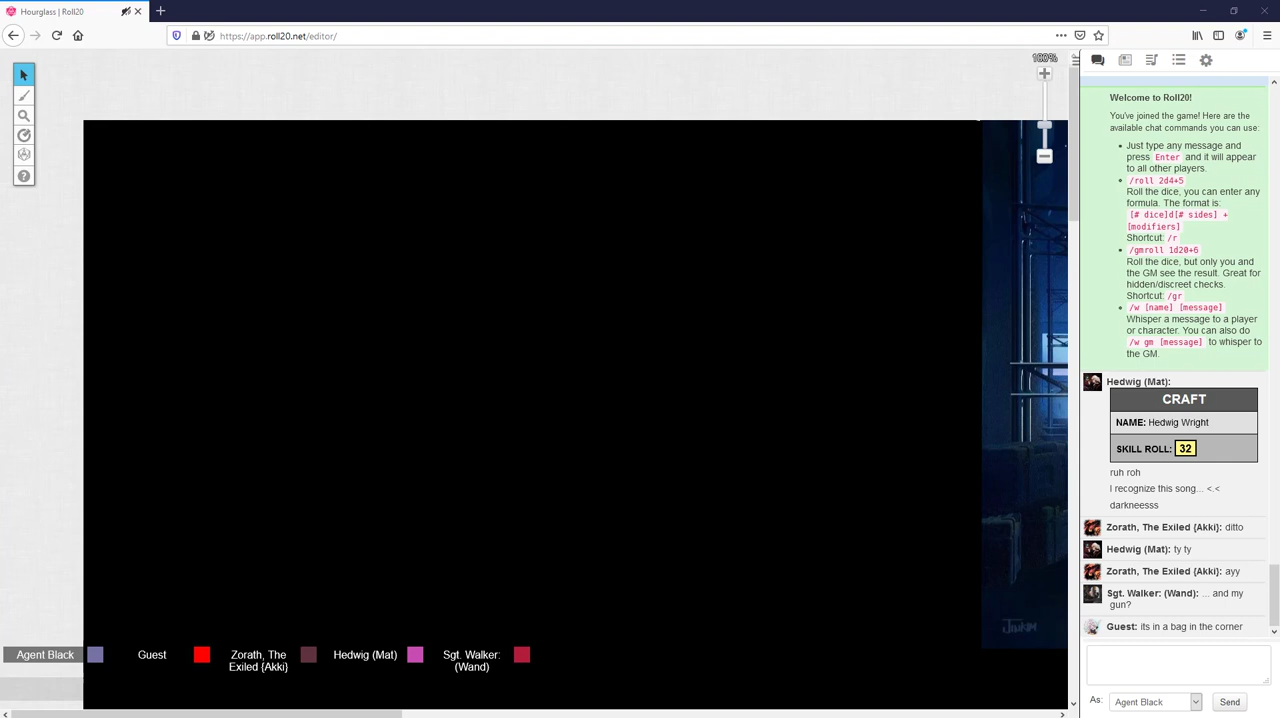 Hourglass | Roll20
https://app.roll20.net/editor/
100%
Welcome to Roll20!
You've joined the game! Here are the
available chat commands you can use:
Just type any message and
press Enter and it will appear
to all other players.
/roll 2d4+5
Roll the dice, you can enter any
formula. The format is:
[# dice]d[# sides] +
[modifiers]
Shortcut: /r
/gmroll 1d20+6
Roll the dice, but only you and
the GM see the result. Great for
hidden/discreet checks.
Shortcut: /gr
/w [name] [message]
Whisper a message to a player
or character. You can also do
/w gm [message] to whisper to
the GM.
Hedwig (Mat):
CRAFT
NAME: Hedwig Wright
SKILL ROLL: 32
ruh roh
I recognize this song... <.<
darkneesss
Zorath, The Exiled {Akki}: ditto
Hedwig (Mat): ty ty
Zorath, The Exiled {Akki}: ayy
Sgt. Walker: (Wand): ... and my
gun?
Guest: its in a bag in the corner
As: Agent Black Send
Agent Black
Guest
Zorath, The
Exiled {Akki}
Hedwig (Mat)
Sgt. Walker:
(Wand)